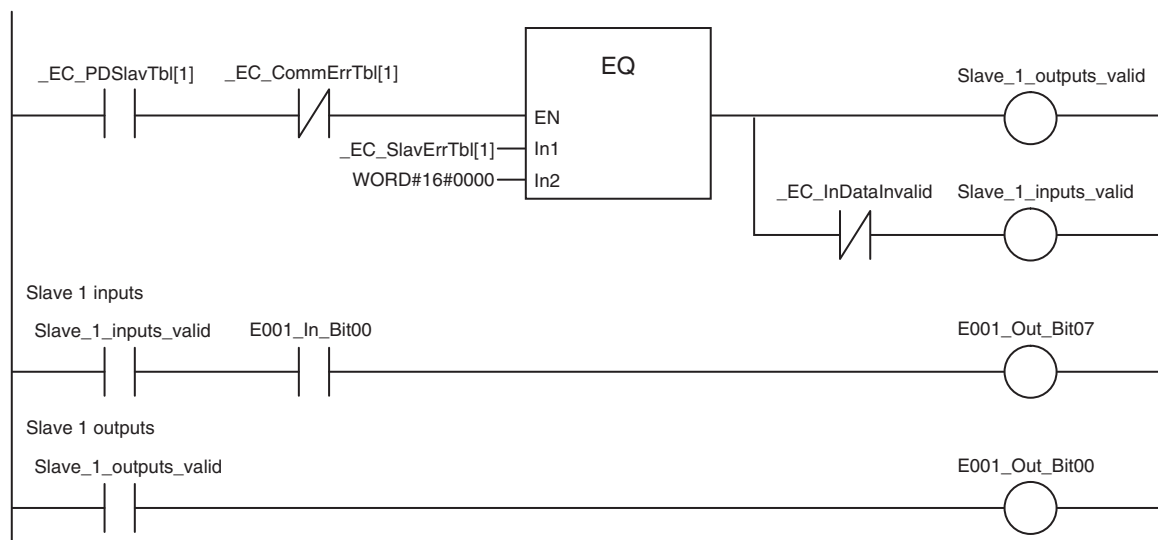 _EC_PDSlavTbl[1]
_EC_CommErrTbl[1]
EQ
Slave_1_outputs_valid
EN
_EC_SlavErrTbl[1]
In1
WORD#16#0000
In2
_EC_InDataInvalid
Slave_1_inputs_valid
Slave 1 inputs
Slave_1_inputs_valid
E001_In_Bit00
E001_Out_Bit07
Slave 1 outputs
Slave_1_outputs_valid
E001_Out_Bit00